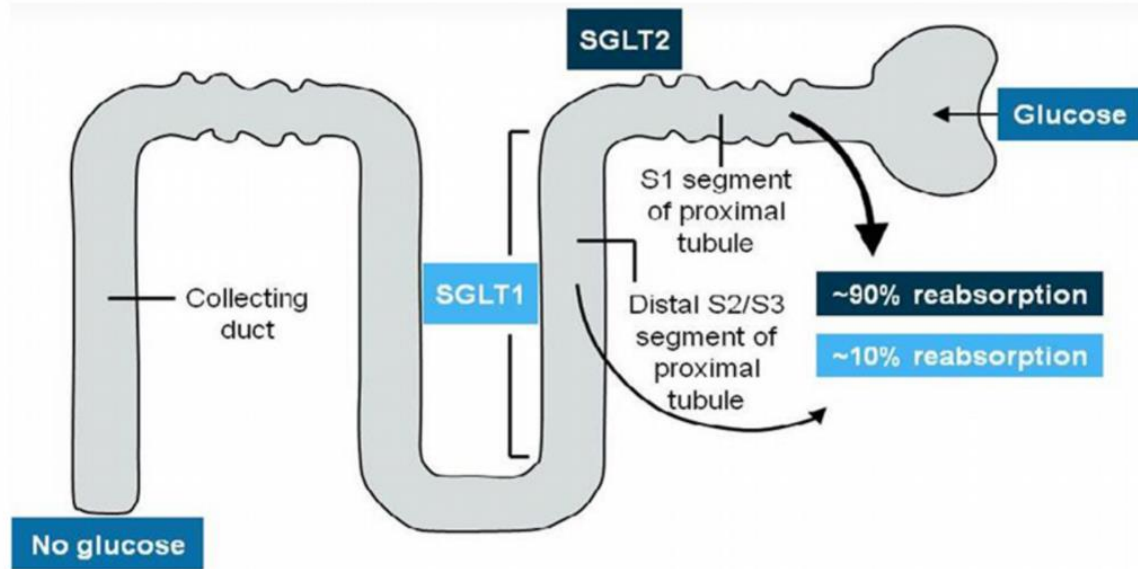 SGLT2
Glucose
S1 segment
of proximal
tubule
SGLT1
Collecting
duct
Distal S2/S3
segment of
proximal
tubule
~90% reabsorption
~10% reabsorption
No glucose